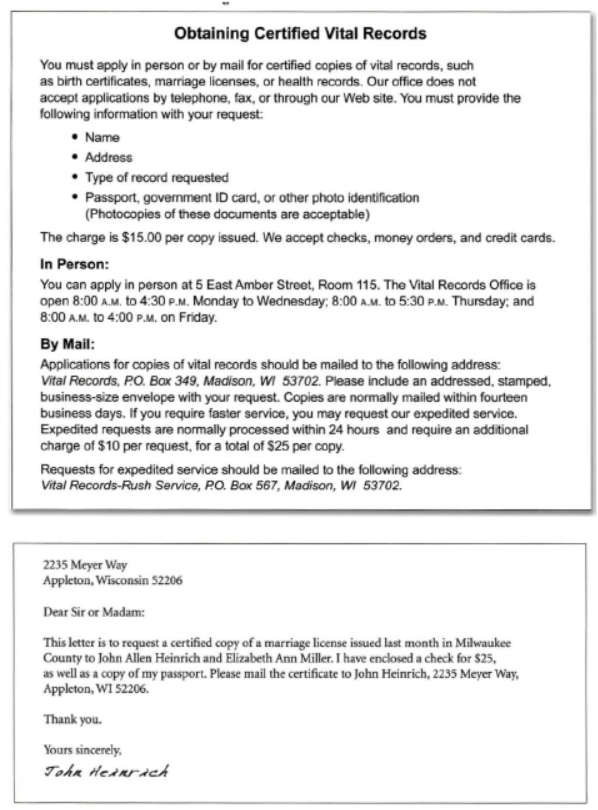 Obtaining Certified Vital Records
You must apply in person or by mail for certified copies of vital records, such
as birth certificates, marriage licenses, or health records. Our office does not
accept applications by telephone, fax, or through our Web site. You must provide the
following information with your request:
• Name
• Address
• Type of record requested
• Passport, government ID card, or other photo identification
(Photocopies of these documents are acceptable)
The charge is $15.00 per copy issued. We accept checks, money orders, and credit cards.
In Person:
You can apply in person at 5 East Amber Street, Room 115. The Vital Records Office is
open 8:00 A.M. to 4:30 P.M. Monday to Wednesday; 8:00 A.M. to 5:30 P.M. Thursday; and
8:00 A.M. to 4:00 P.M. on Friday.
By Mail:
Applications for copies of vital records should be mailed to the following address:
Vital Records, P.O. Box 349, Madison, WI 53702. Please include an addressed, stamped,
business-size envelope with your request. Copies are normally mailed within fourteen
business days. If you require faster service, you may request our expedited service.
Expedited requests are normally processed within 24 hours and require an additional
charge of $10 per request, for a total of $25 per copy.
Requests for expedited service should be mailed to the following address:
Vital Records-Rush Service, P.O. Box 567, Madison, WI 53702.
2235 Meyer Way
Appleton, Wisconsin 52206
Dear Sir or Madam:
This letter is to request a certified copy of a marriage license issued last month in Milwaukee
County to John Allen Heinrich and Elizabeth Ann Miller. I have enclosed a check for $25,
as well as a copy of my passport. Please mail the certificate to John Heinrich, 2235 Meyer Way,
Appleton, WI 52206.
Thank you.
Yours sincerely,
John Heinrich